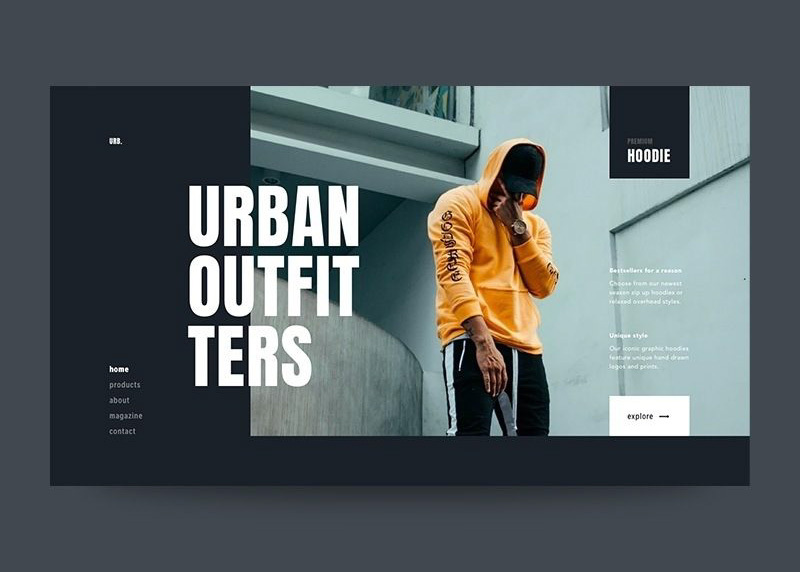 URB.
PREMIUM
HOODIE
URBAN
OUTFIT
TERS
Bestsellers for a reason
Choose from our newest
season zip up hoodies or
relaxed overhead styles.
Unique style
Our iconic graphic hoodies
feature unique hand drawn
logos and prints.
home
products
about
magazine
contact
explore